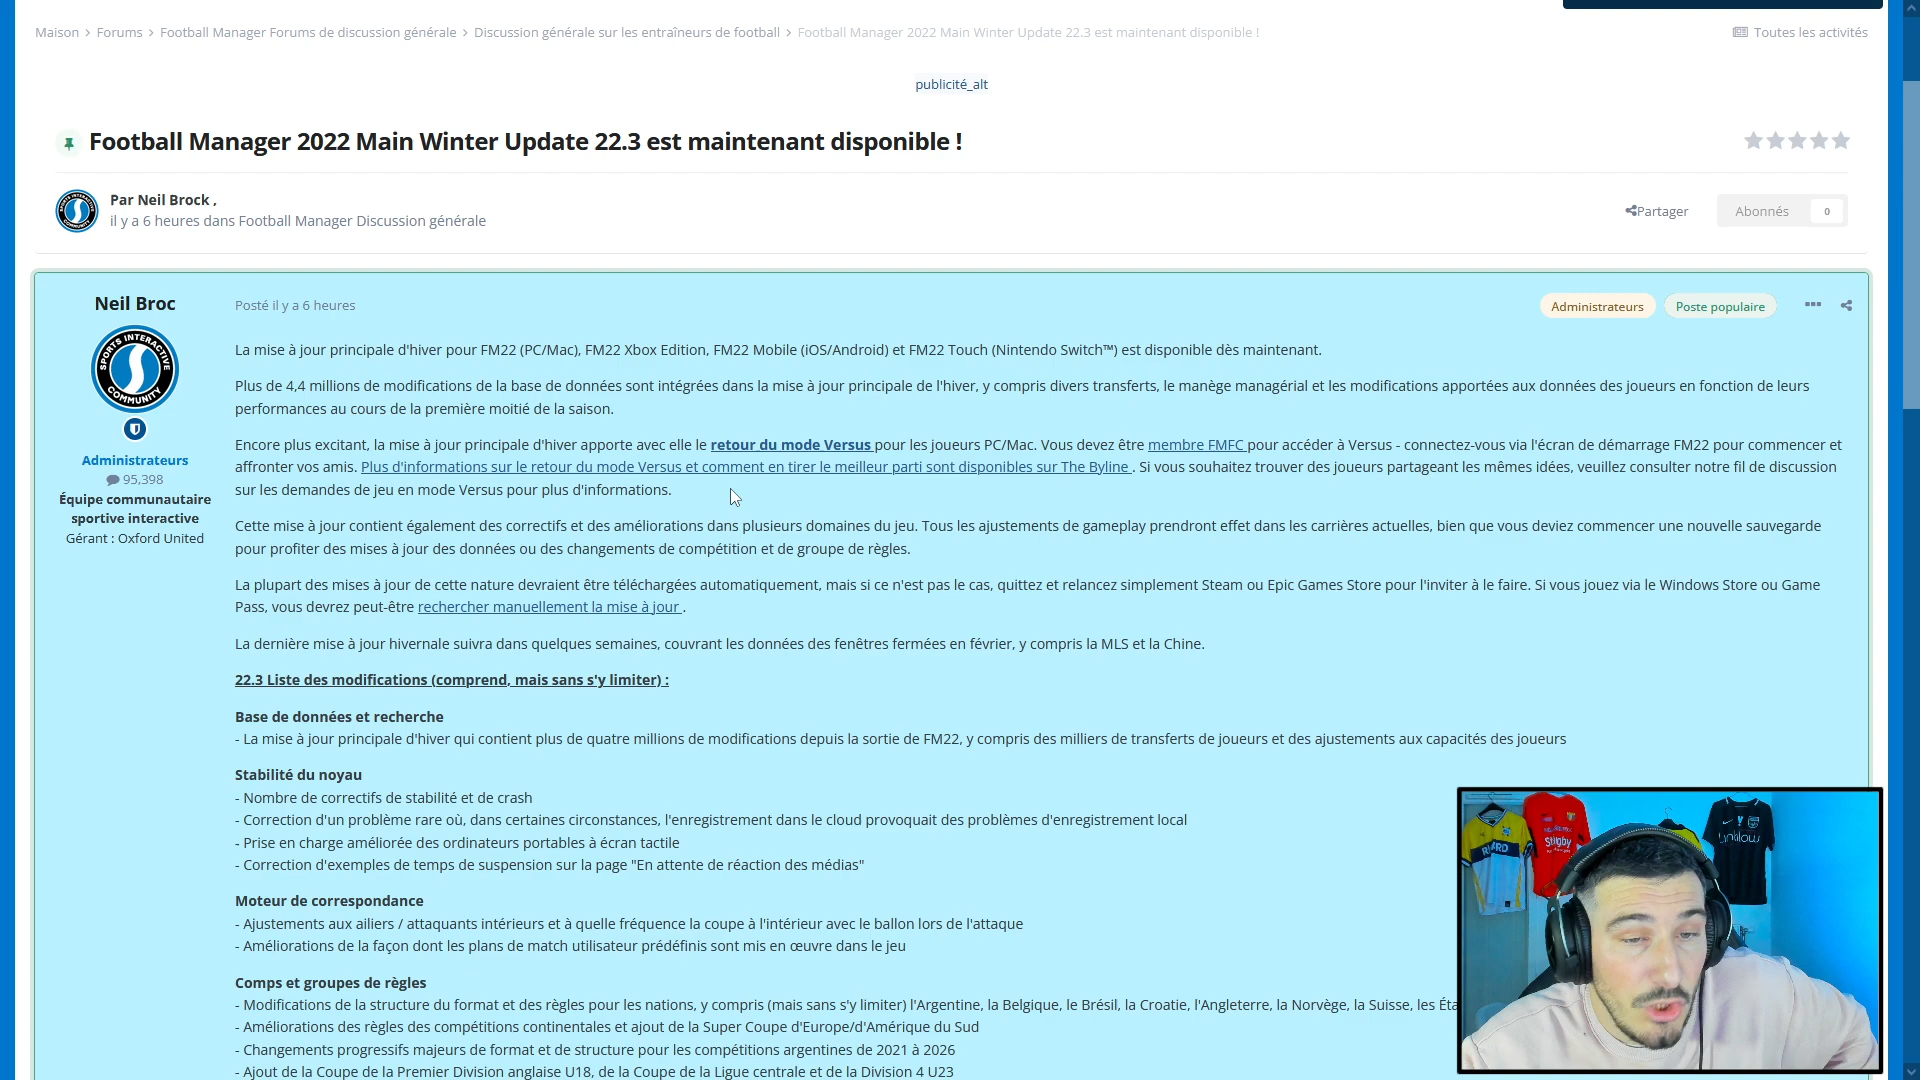 Maison > Forums > Football Manager Forums de discussion générale > Discussion générale sur les entraîneurs de football > Football Manager 2022 Main Winter Update 22.3 est maintenant disponible !
Toutes les activités
publicité_alt
Football Manager 2022 Main Winter Update 22.3 est maintenant disponible !
Par Neil Brock ,
il y a 6 heures dans Football Manager Discussion générale
Partager
Abonnés 0
Neil Broc
SPORTS INTERACTIVE COMMUNITY
Administrateurs
95,398
Équipe communautaire
sportive interactive
Gérant : Oxford United
Posté il y a 6 heures
Administrateurs
Poste populaire
La mise à jour principale d'hiver pour FM22 (PC/Mac), FM22 Xbox Edition, FM22 Mobile (iOS/Android) et FM22 Touch (Nintendo Switch™) est disponible dès maintenant.
Plus de 4,4 millions de modifications de la base de données sont intégrées dans la mise à jour principale de l'hiver, y compris divers transferts, le manège managérial et les modifications apportées aux données des joueurs en fonction de leurs
performances au cours de la première moitié de la saison.
Encore plus excitant, la mise à jour principale d'hiver apporte avec elle le retour du mode Versus pour les joueurs PC/Mac. Vous devez être membre FMFC pour accéder à Versus - connectez-vous via l'écran de démarrage FM22 pour commencer et
affronter vos amis. Plus d'informations sur le retour du mode Versus et comment en tirer le meilleur parti sont disponibles sur The Byline . Si vous souhaitez trouver des joueurs partageant les mêmes idées, veuillez consulter notre fil de discussion
sur les demandes de jeu en mode Versus pour plus d'informations.
Cette mise à jour contient également des correctifs et des améliorations dans plusieurs domaines du jeu. Tous les ajustements de gameplay prendront effet dans les carrières actuelles, bien que vous deviez commencer une nouvelle sauvegarde
pour profiter des mises à jour des données ou des changements de compétition et de groupe de règles.
La plupart des mises à jour de cette nature devraient être téléchargées automatiquement, mais si ce n'est pas le cas, quittez et relancez simplement Steam ou Epic Games Store pour l'inviter à le faire. Si vous jouez via le Windows Store ou Game
Pass, vous devrez peut-être rechercher manuellement la mise à jour .
La dernière mise à jour hivernale suivra dans quelques semaines, couvrant les données des fenêtres fermées en février, y compris la MLS et la Chine.
22.3 Liste des modifications (comprend, mais sans s'y limiter) :
Base de données et recherche
- La mise à jour principale d'hiver qui contient plus de quatre millions de modifications depuis la sortie de FM22, y compris des milliers de transferts de joueurs et des ajustements aux capacités des joueurs
Stabilité du noyau
- Nombre de correctifs de stabilité et de crash
- Correction d'un problème rare où, dans certaines circonstances, l'enregistrement dans le cloud provoquait des problèmes d'enregistrement local
- Prise en charge améliorée des ordinateurs portables à écran tactile
- Correction d'exemples de temps de suspension sur la page "En attente de réaction des médias"
Moteur de correspondance
- Ajustements aux ailiers / attaquants intérieurs et à quelle fréquence la coupe à l'intérieur avec le ballon lors de l'attaque
- Améliorations de la façon dont les plans de match utilisateur prédéfinis sont mis en œuvre dans le jeu
Comps et groupes de règles
- Modifications de la structure du format et des règles pour les nations, y compris (mais sans s'y limiter) l'Argentine, la Belgique, le Brésil, la Croatie, l'Angleterre, la Norvège, la Suisse, les Éta
- Améliorations des règles des compétitions continentales et ajout de la Super Coupe d'Europe/d'Amérique du Sud
- Changements progressifs majeurs de format et de structure pour les compétitions argentines de 2021 à 2026
- Ajout de la Coupe de la Premier Division anglaise U18, de la Coupe de la Ligue centrale et de la Division 4 U23